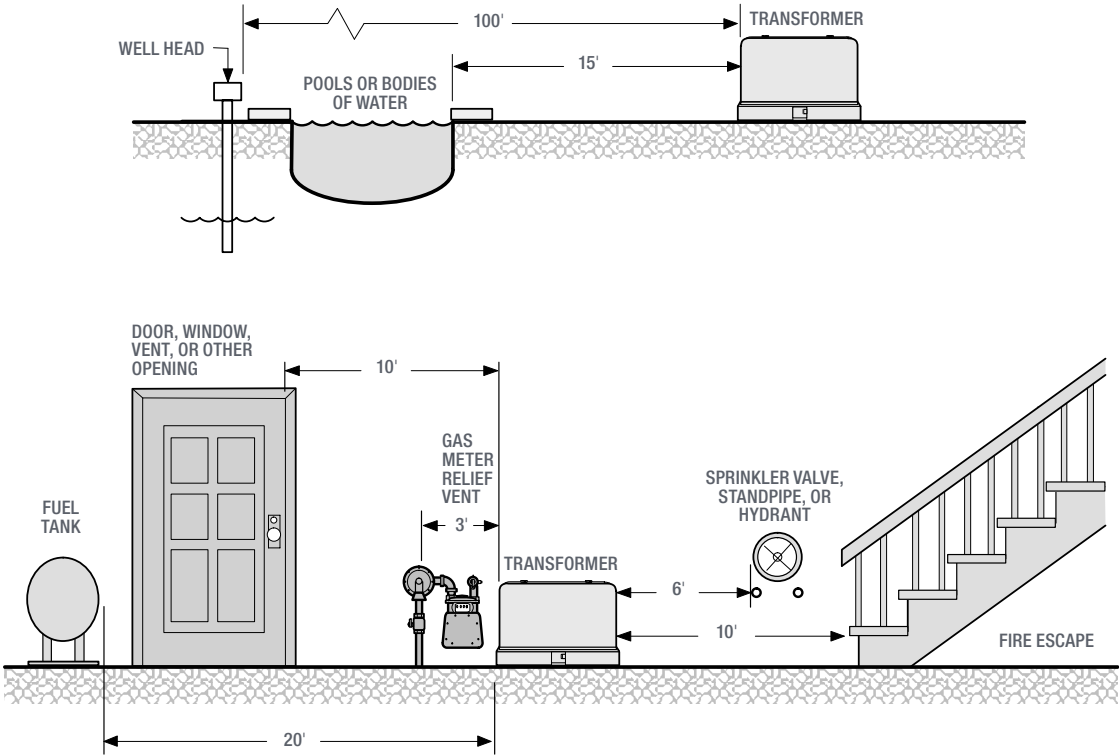 100'
TRANSFORMER
WELL HEAD
15'
POOLS OR BODIES
OF WATER
DOOR, WINDOW,
VENT, OR OTHER
OPENING
10'
GAS
METER
RELIEF
VENT
3'
FUEL
TANK
SPRINKLER VALVE,
STANDPIPE, OR
HYDRANT
TRANSFORMER
6'
10'
FIRE ESCAPE
20'